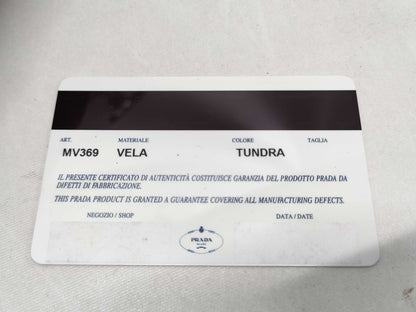 ART. MATERIALE COLORE TAGLIA
MV369 VELA TUNDRA
IL PRESENTE CERTIFICATO DI AUTENTICITÀ COSTITUISCE GARANZIA DEL PRODOTTO PRADA DA
DIFETTI DI FABBRICAZIONE.
THIS PRADA PRODUCT IS GRANTED A GUARANTEE COVERING ALL MANUFACTURING DEFECTS.
NEGOZIO / SHOP DATA / DATE
PRADA
MILANO